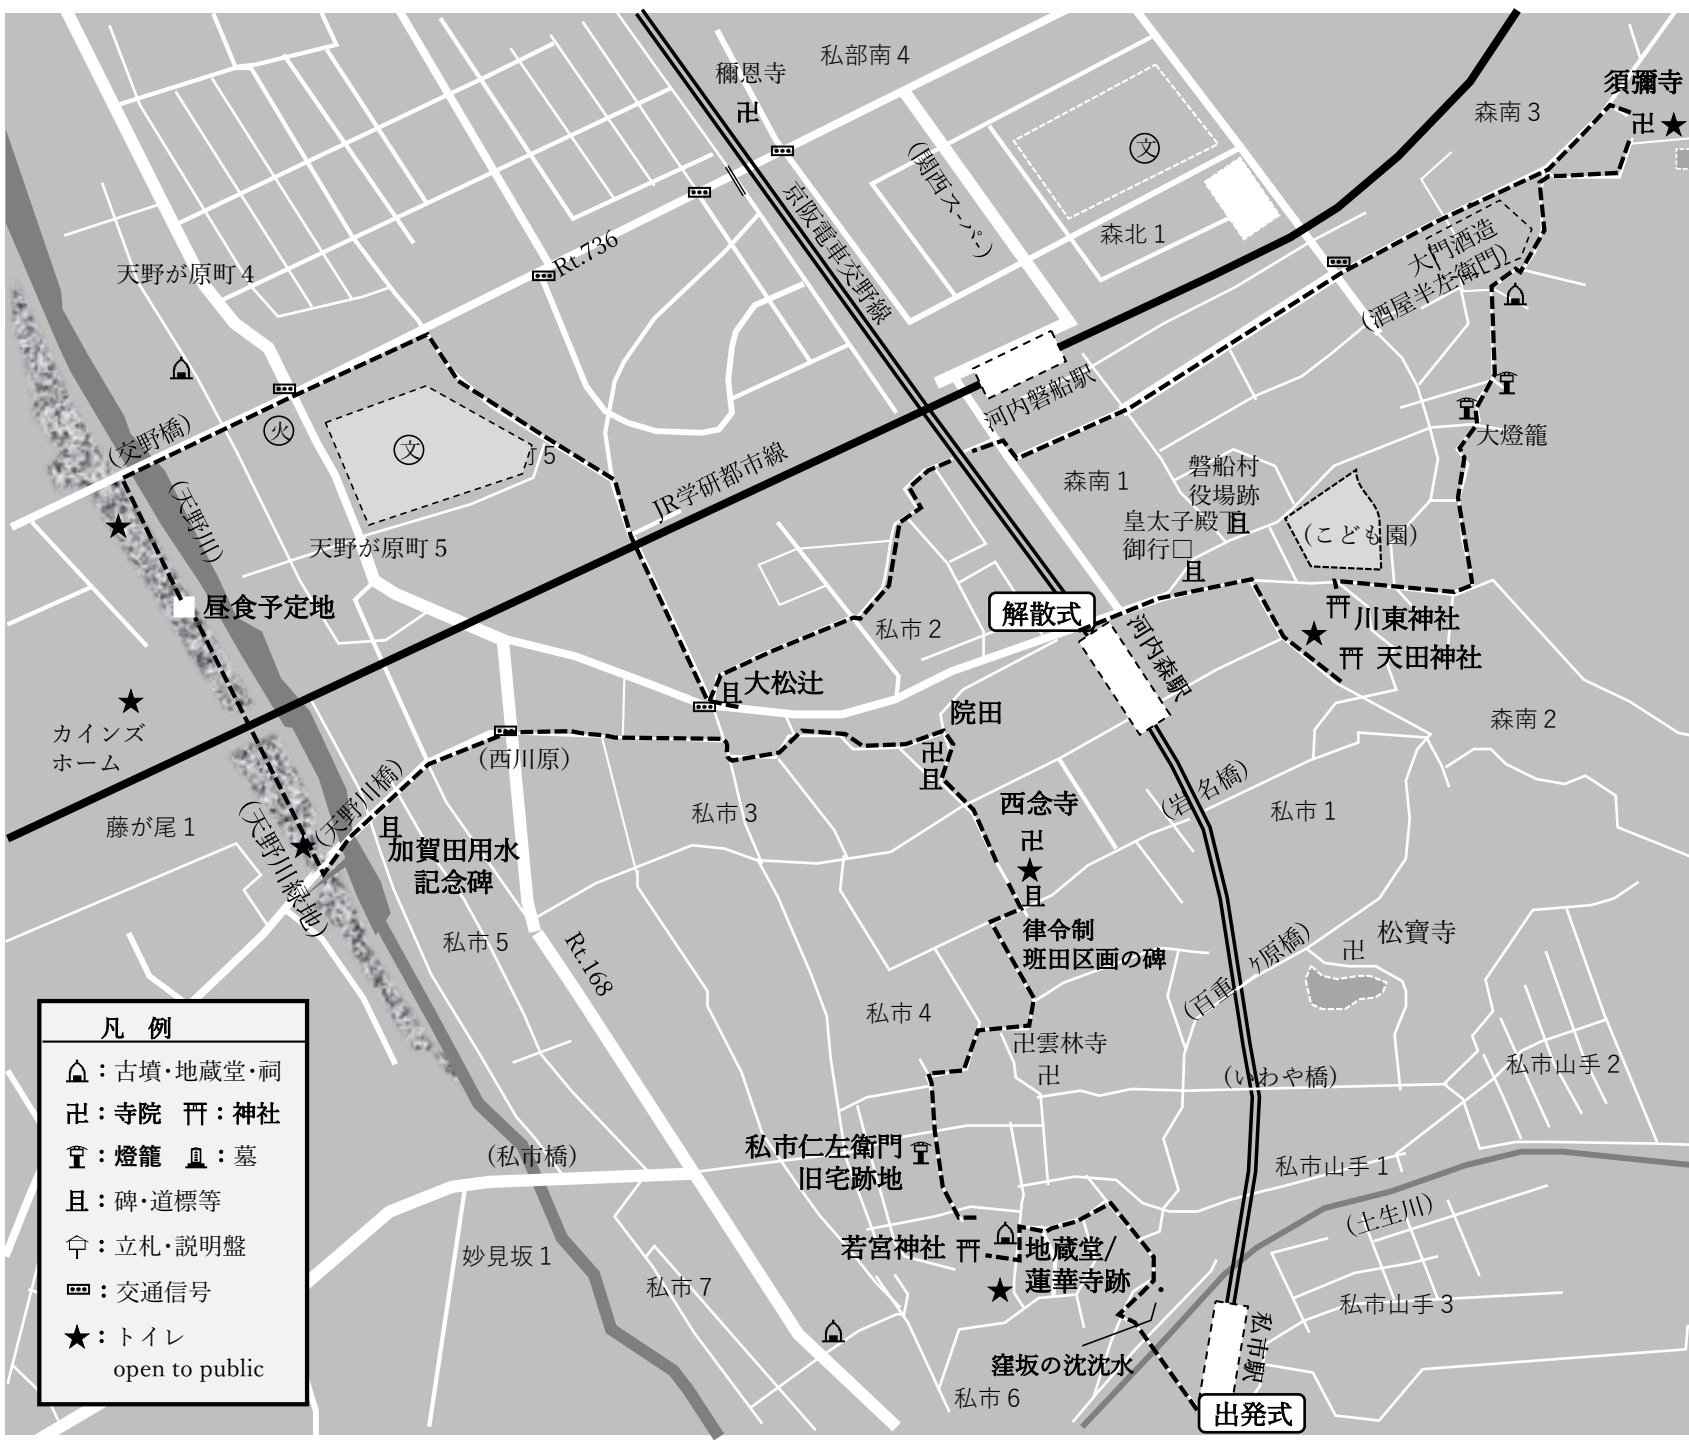 私部南４
禰恩寺
卍
須彌寺
卍
森南３
文
(関西スーパー)
京阪電車交野線
森北１
Rt.736
天野が原町４
大門酒造
(酒屋半左衛門)
河内磐船駅
(交野橋)
火
文
町５
大燈籠
JR学研都市線
森南１
磐船村
役場跡
皇太子殿下
御行□
(こども園)
(天野川)
天野が原町５
昼食予定地
解散式
私市２
河内森駅
川東神社
天田神社
大松辻
院田
卍
森南２
カインズ
ホーム
(西川原)
(天野川橋)
(岩名橋)
西念寺
卍
私市３
私市１
藤が尾１
加賀田用水
記念碑
(天野川緑地)
律令制
班田区画の碑
私市５
Rt.168
(百重ヶ原橋)
卍
松寶寺
私市４
卍雲林寺
卍
(いわや橋)
私市山手２
凡　例
：古墳･地蔵堂･祠
卍：寺院　：神社
：燈籠　：墓
：碑･道標等
：立札･説明盤
：交通信号
★：トイレ
open to public
(私市橋)
私市仁左衛門
旧宅跡地
私市山手１
(土生川)
妙見坂１
私市７
若宮神社
地蔵堂/
蓮華寺跡
私市山手３
窪坂の沈沈水
私市駅
私市６
出発式